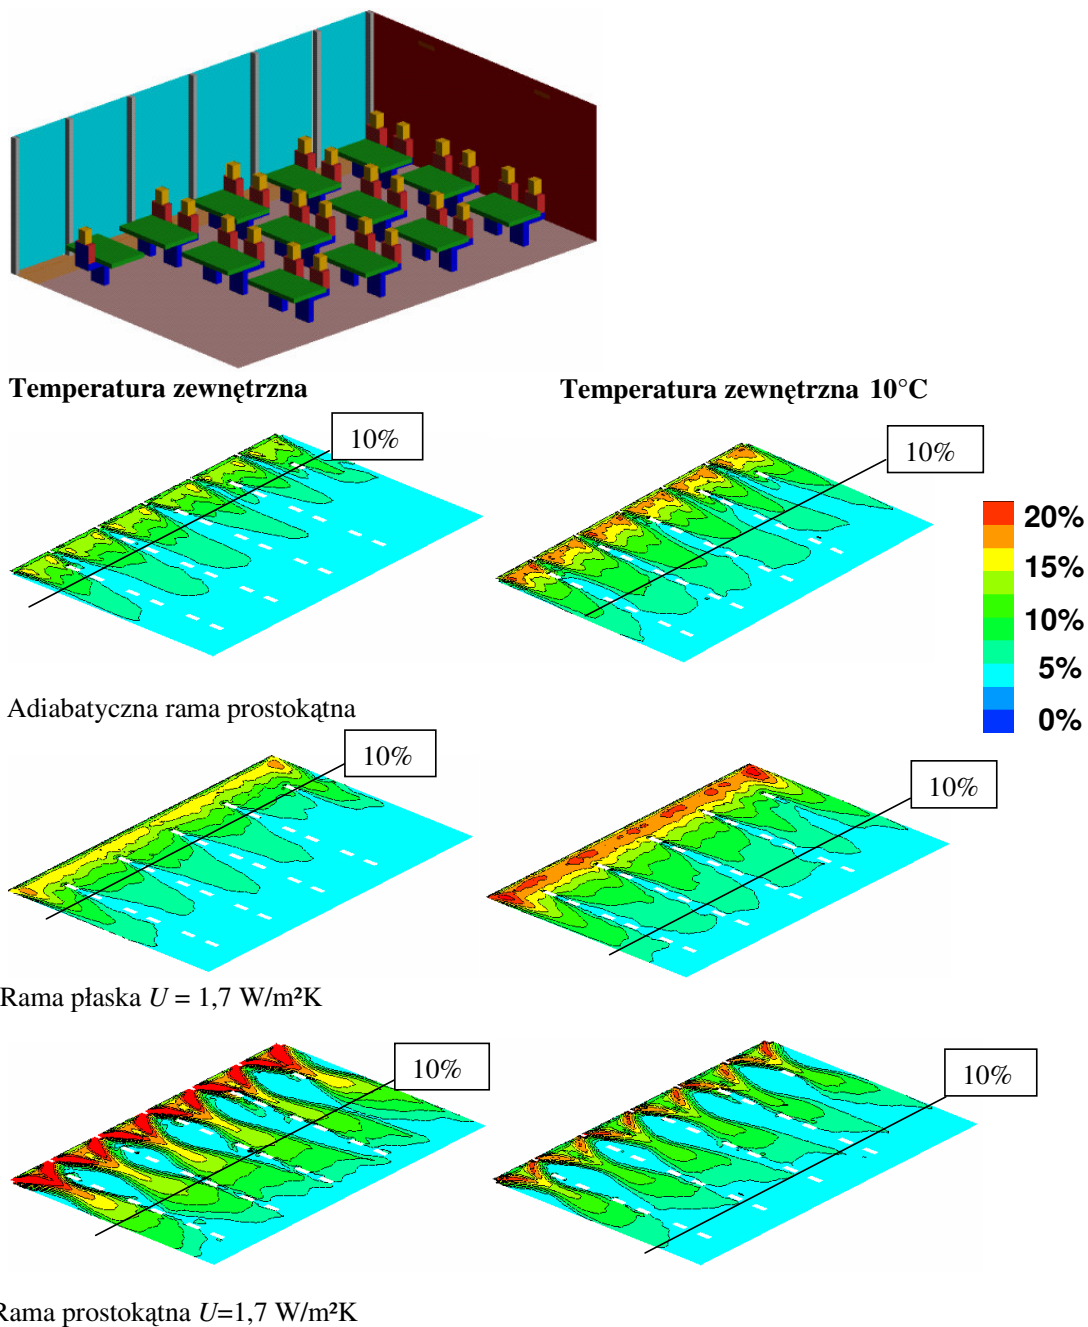 Temperatura zewnętrzna
Temperatura zewnętrzna 10°C
10%
10%
20%
15%
10%
5%
0%
Adiabatyczna rama prostokątna
10%
10%
Rama płaska U = 1,7 W/m²K
10%
10%
Rama prostokątna U=1,7 W/m²K